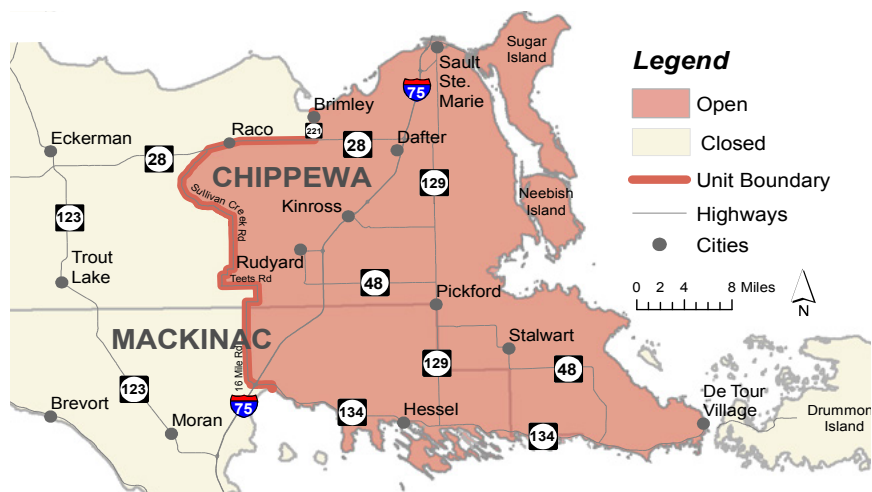 Sugar
Island
Sault
Ste.
Marie
75
Brimley
221
Raco
28
Dafter
Eckerman
28
CHIPPEWA
129
Neebish
Island
Sullivan Creek Rd
Kinross
123
Trout
Lake
Rudyard
Teets Rd
48
Pickford
MACKINAC
16 Mile Rd
Stalwart
129
48
123
Brevort
Moran
75
134
Hessel
134
De Tour
Village
Drummon
Island
Legend
Open
Closed
Unit Boundary
Highways
Cities
0 2 4 8 Miles
N